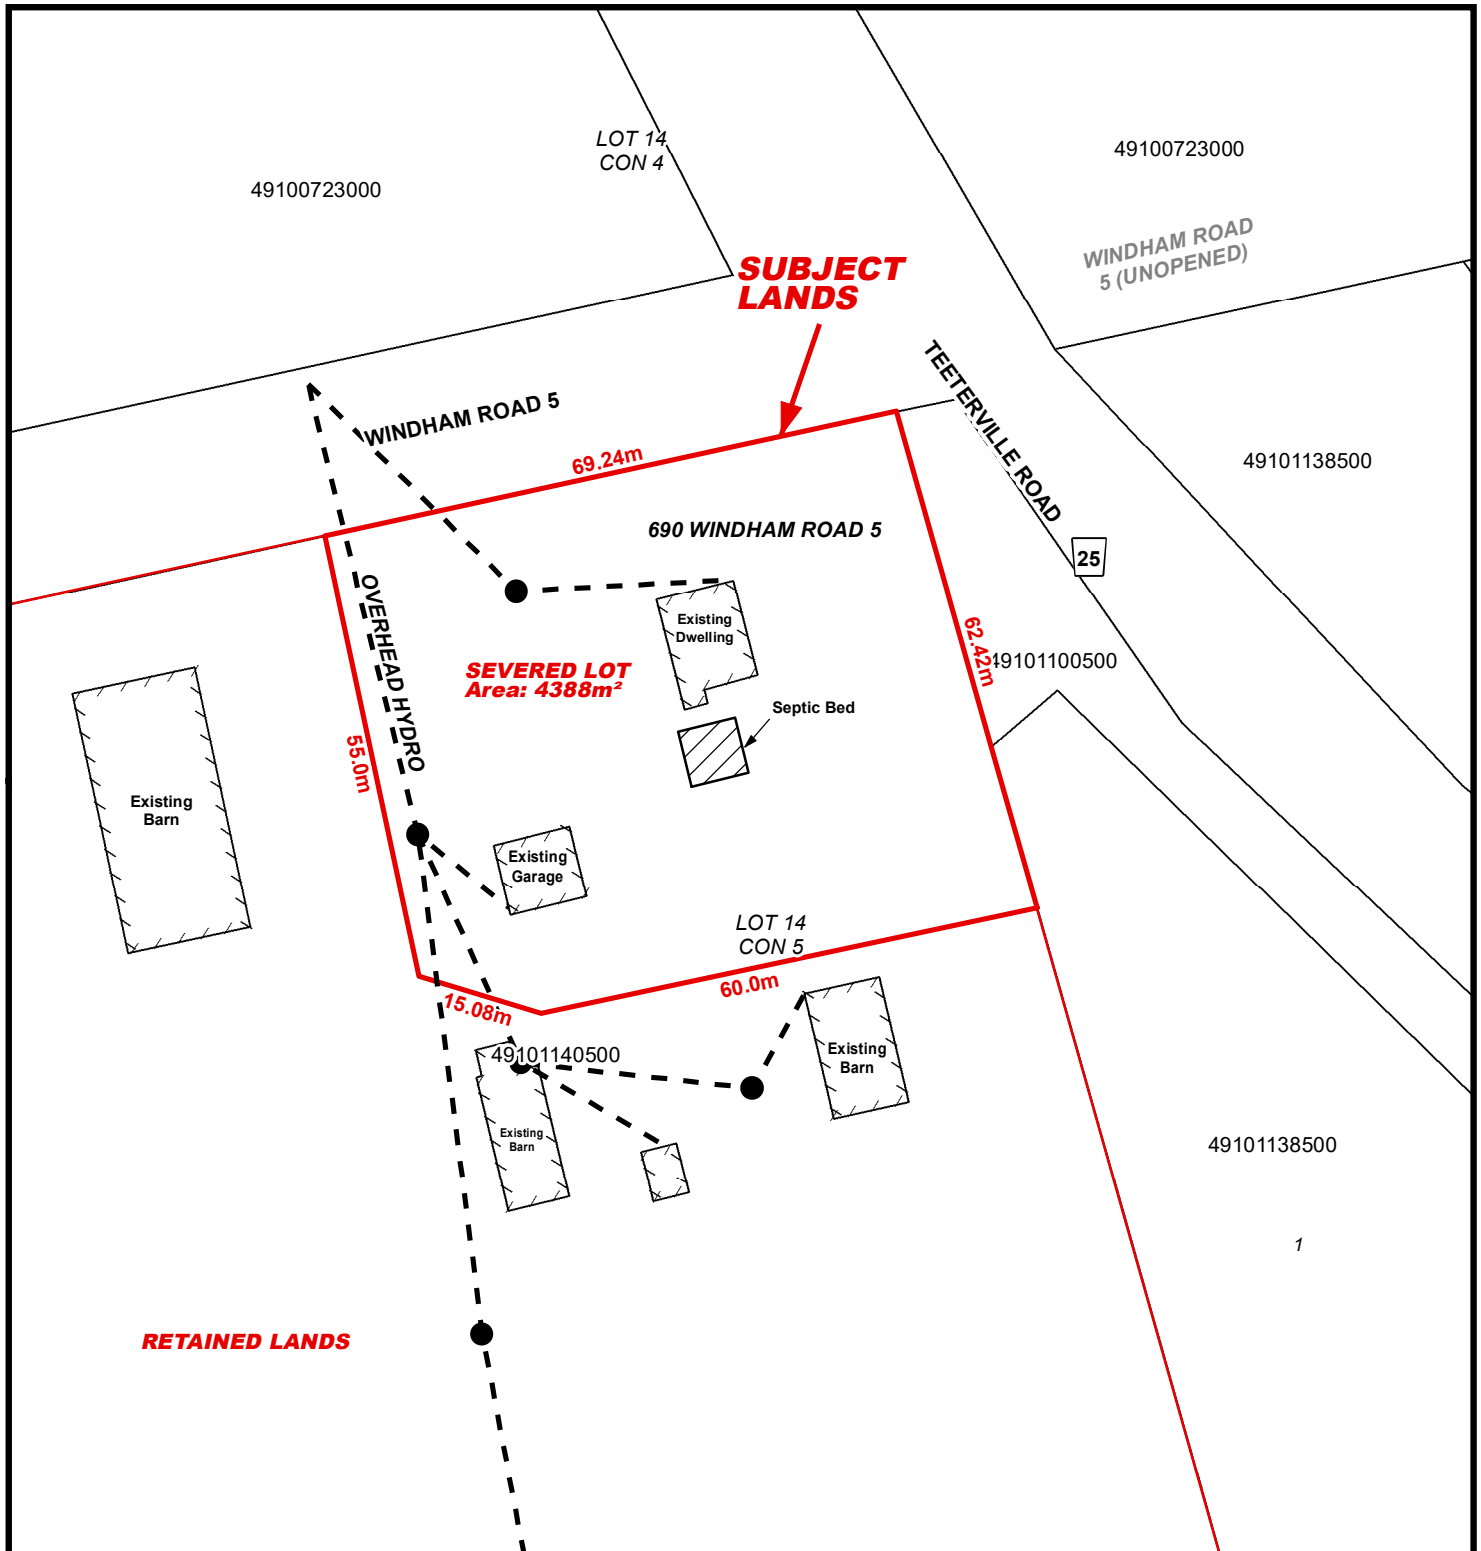 LOT 14
CON 4
49100723000
49100723000
WINDHAM ROAD
5 (UNOPENED)
SUBJECT
LANDS
TEETERVILLE ROAD
WINDHAM ROAD 5
69.24m
49101138500
690 WINDHAM ROAD 5
25
OVERHEAD HYDRO
Existing
Dwelling
62.42m
49101100500
SEVERED LOT
Area: 4388m²
Septic Bed
55.0m
Existing
Barn
Existing
Garage
LOT 14
CON 5
60.0m
15.08m
49101140500
Existing
Barn
Existing
Barn
49101138500
1
RETAINED LANDS